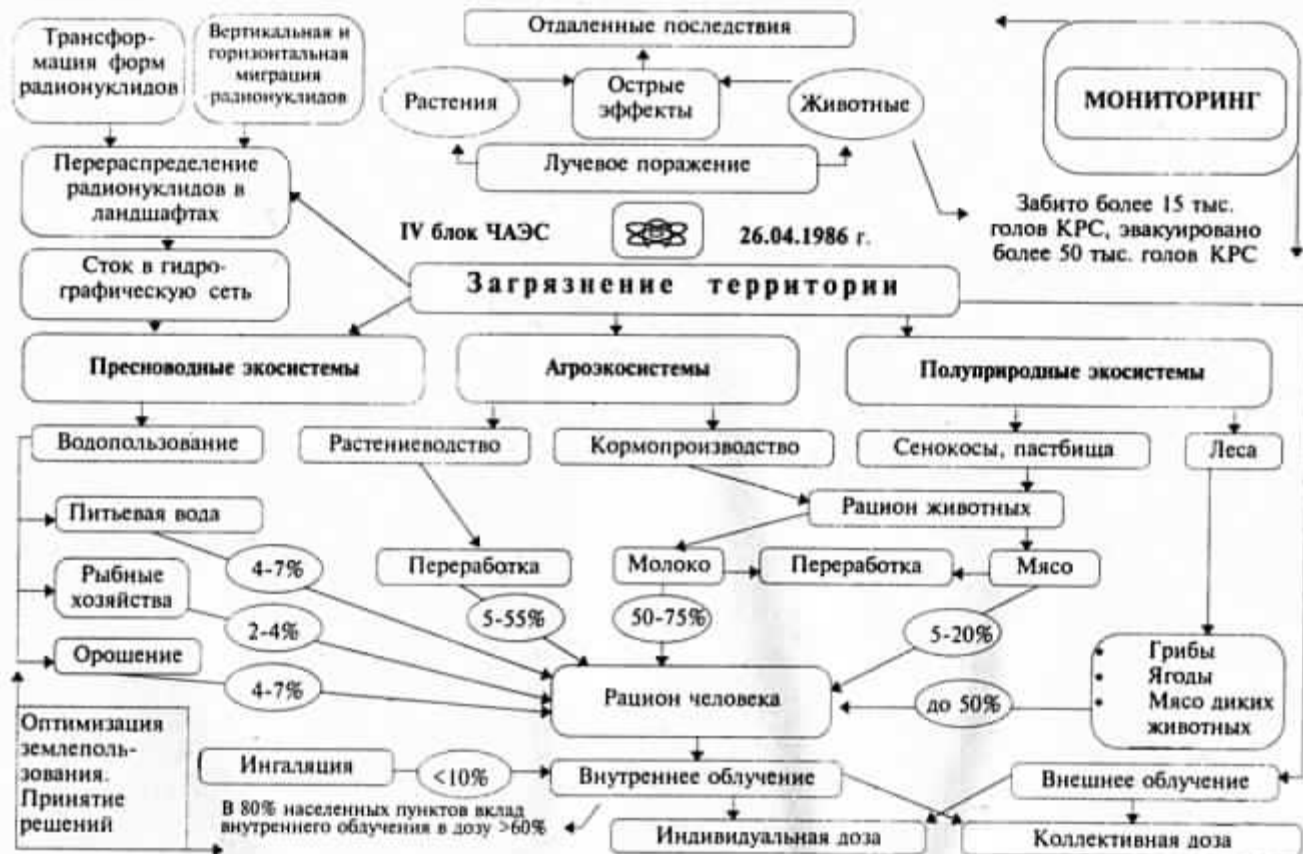 Трансфор-
мация форм
радионуклидов
Вертикальная и
горизонтальная
миграция
радионуклидов
Отдаленные последствия
Растения
Острые
эффекты
Животные
Лучевое поражение
МОНИТОРИНГ
Перераспределение
радионуклидов в
ландшафтах
Забито более 15 тыс.
голов КРС, эвакуировано
более 50 тыс. голов КРС
IV блок ЧАЭС
26.04.1986 г.
Сток в гидро-
графическую сеть
Загрязнение территории
Пресноводные экосистемы
Агроэкосистемы
Полуприродные экосистемы
Водопользование
Растениеводство
Кормопроизводство
Сенокосы, пастбища
Леса
Питьевая вода
Рацион животных
4-7%
Переработка
Молоко
Переработка
Мясо
Рыбные
хозяйства
5-55%
50-75%
5-20%
2-4%
Орошение
4-7%
Рацион человека
до 50%
• Грибы
• Ягоды
• Мясо диких
животных
Оптимизация
землеполь-
зования.
Принятие
решений
Ингаляция
<10%
Внутреннее облучение
Внешнее облучение
В 80% населенных пунктов вклад
внутреннего облучения в дозу >60%
Индивидуальная доза
Коллективная доза